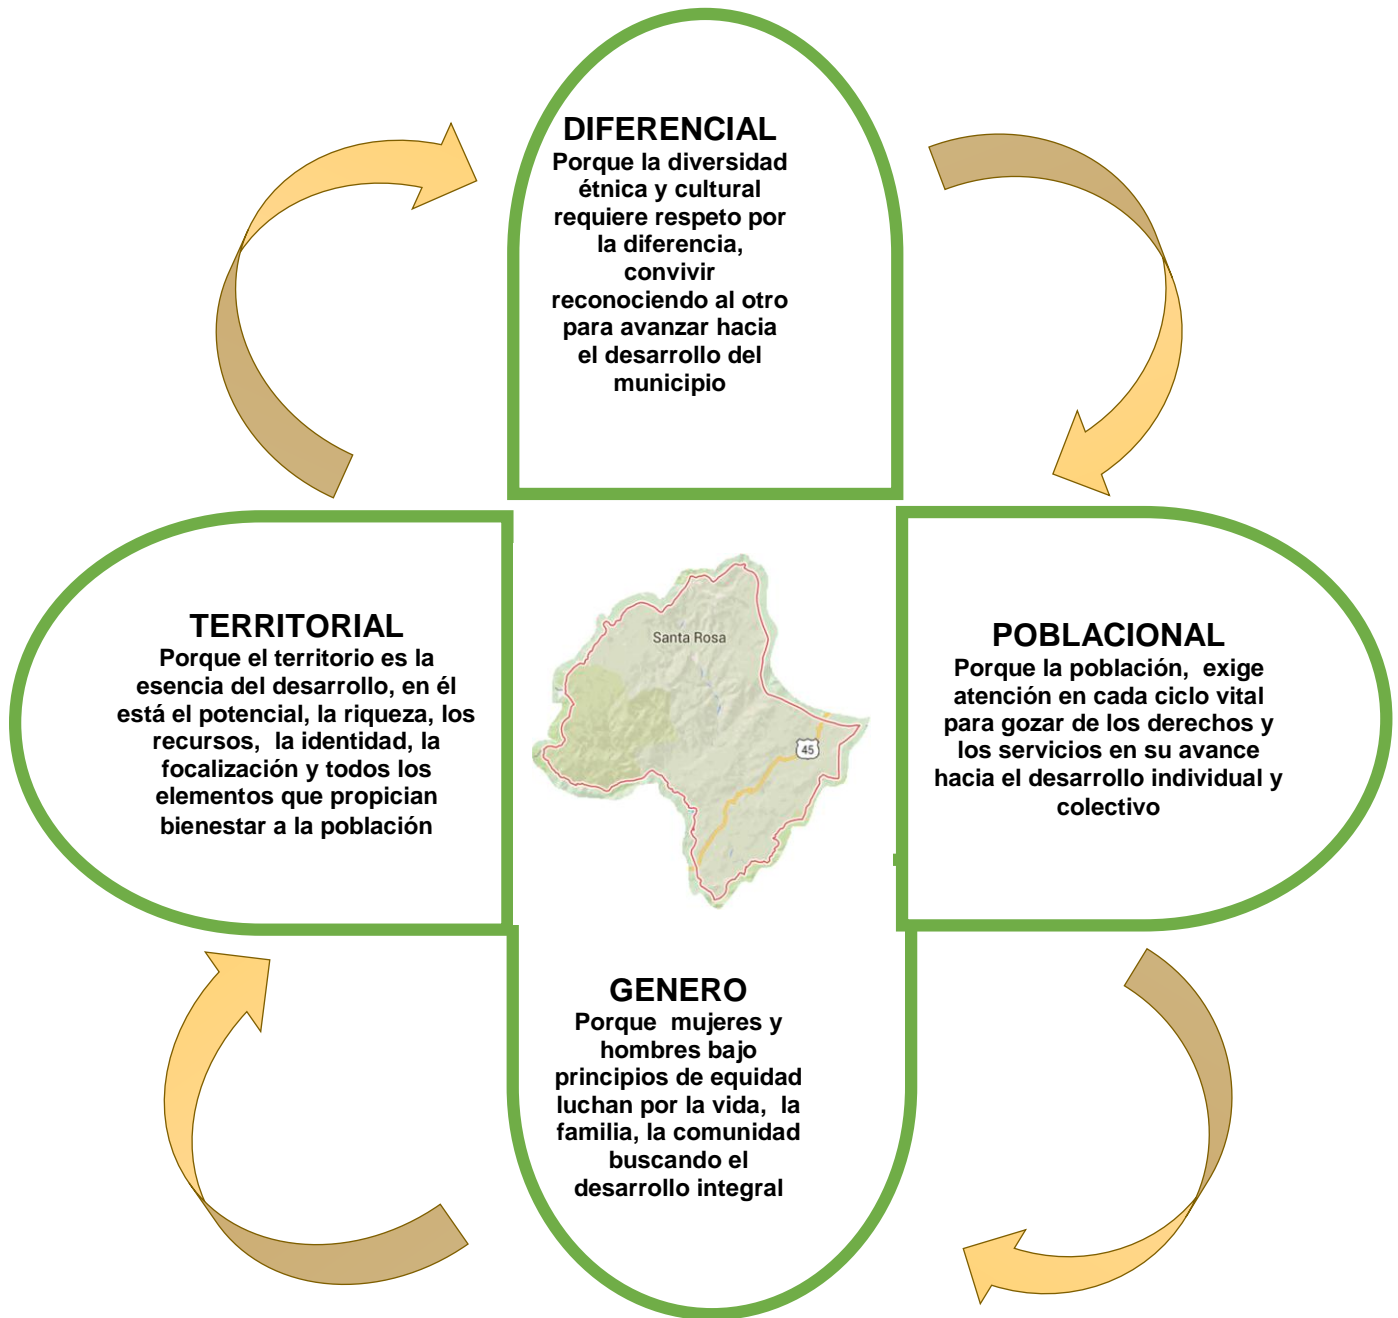 DIFERENCIAL
Porque la diversidad
étnica y cultural
requiere respeto por
la diferencia,
convivir
reconociendo al otro
para avanzar hacia
el desarrollo del
municipio
TERRITORIAL
Porque el territorio es la
esencia del desarrollo, en él
está el potencial, la riqueza, los
recursos, la identidad, la
focalización y todos los
elementos que propician
bienestar a la población
Santa Rosa
45
POBLACIONAL
Porque la población, exige
atención en cada ciclo vital
para gozar de los derechos y
los servicios en su avance
hacia el desarrollo individual y
colectivo
GENERO
Porque mujeres y
hombres bajo
principios de equidad
luchan por la vida, la
familia, la comunidad
buscando el
desarrollo integral